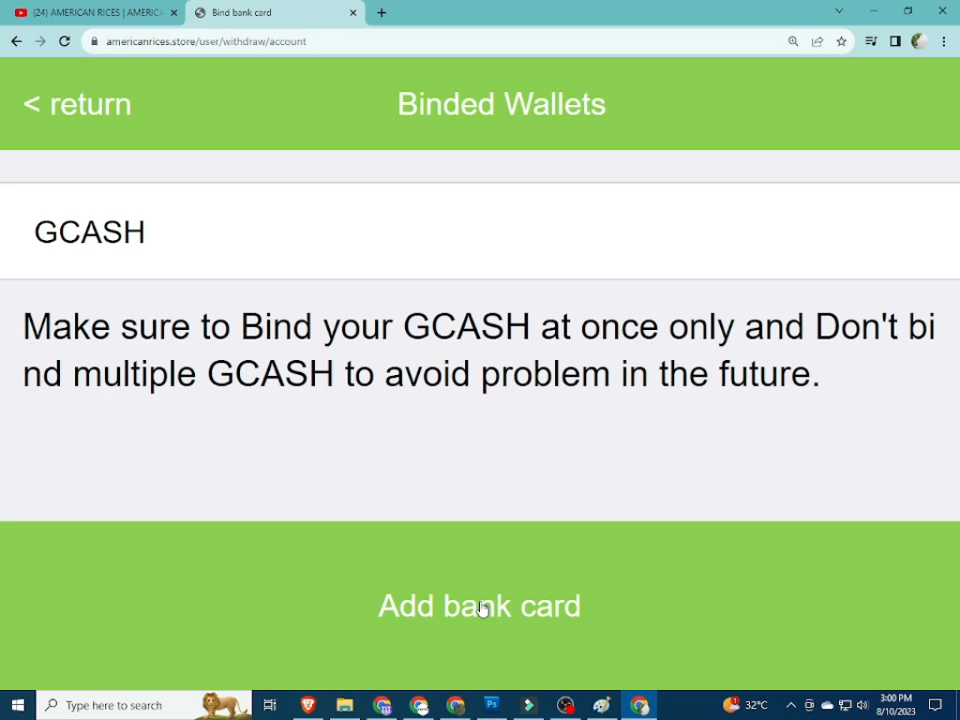 (24) AMERICAN RICES | AMERICA
Bind bank card
americanrices.store/user/withdraw/account
< return
Binded Wallets
GCASH
Make sure to Bind your GCASH at once only and Don't bi
nd multiple GCASH to avoid problem in the future.
Add bank card
Type here to search
Ps
32°C
3:00 PM
8/10/2023